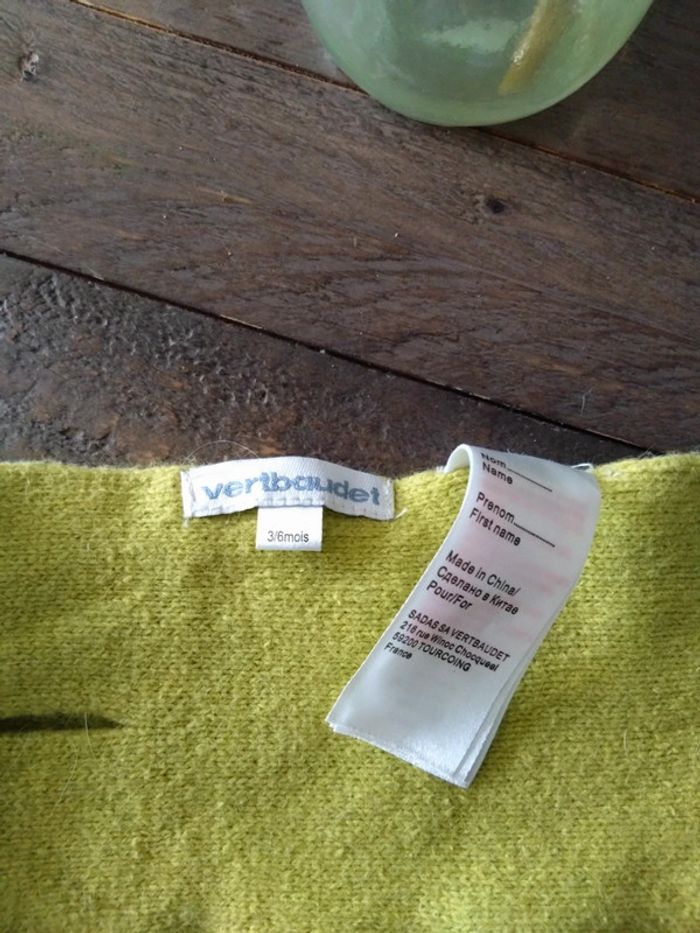 vertbaudet
3/6mois
Nom
Name
Prenom
First name
Made in China/
Сделано в Китае
Pour/For
SADAS SA VERTBAUDET
216 rue Winoc Chocqueel
59200 TOURCOING
France